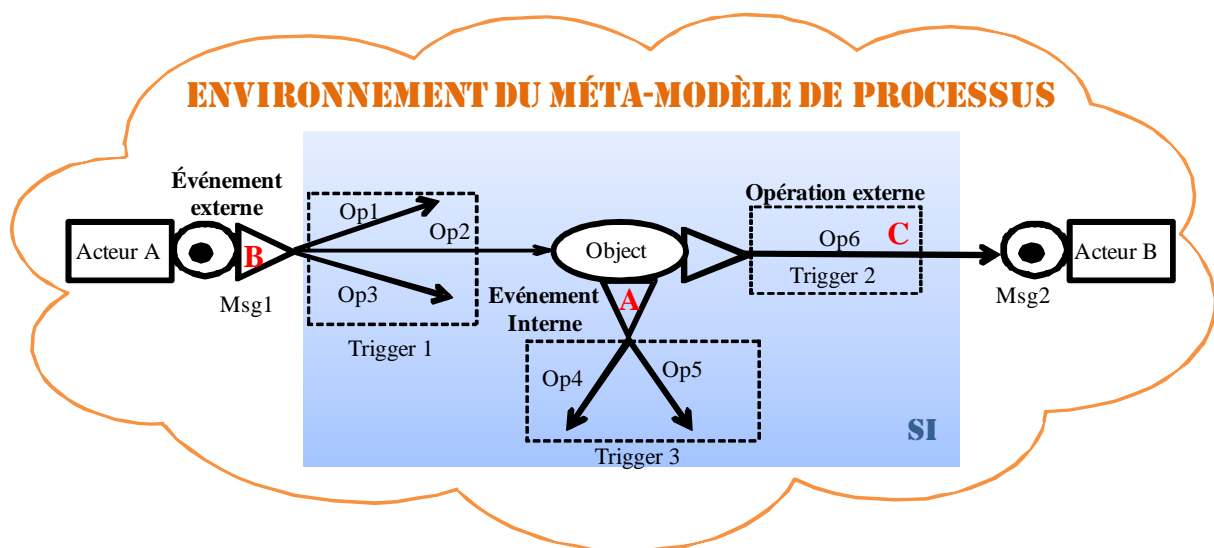 ENVIRONNEMENT DU MÉTA-MODÈLE DE PROCESSUS
Événement
externe
Acteur A
B
Msg1
Op1
Op2
Op3
Trigger 1
Object
A
Evénement
Interne
Op4
Op5
Trigger 3
Opération externe
Op6
C
Trigger 2
Msg2
Acteur B
SI